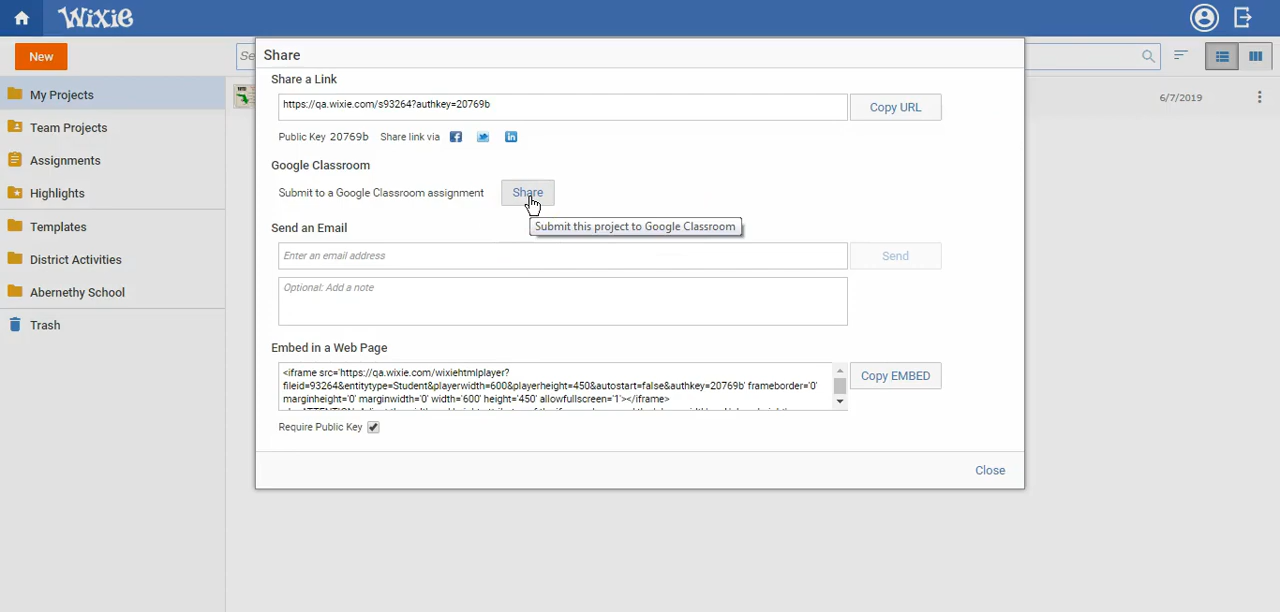 Wixie
New
Se
My Projects
Team Projects
Assignments
Highlights
Templates
District Activities
Abernethy School
Trash
6/7/2019
Share
Share a Link
https://qa.wixie.com/s93264?authkey=20769b
Copy URL
Public Key 20769b Share link via
Google Classroom
Submit to a Google Classroom assignment Share
Submit this project to Google Classroom
Send an Email
Enter an email address
Send
Optional: Add a note
Embed in a Web Page
<iframe src='https://qa.wixie.com/wixiehtmlplayer?
fileid=93264&entitytype=Student&playerwidth=600&playerheight=450&autostart=false&authkey=20769b' frameborder='0'
marginheight='0' marginwidth='0' width='600' height='450' allowfullscreen='1'></iframe>
Copy EMBED
Require Public Key
Close